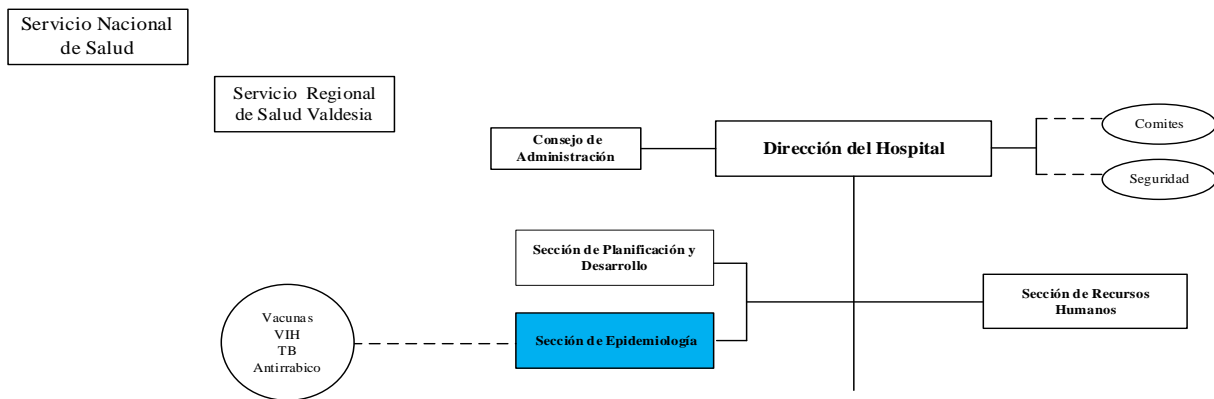 Servicio Nacional
de Salud
Servicio Regional
de Salud Valdesia
Consejo de
Administración
Dirección del Hospital
Comites
Seguridad
Sección de Planificación y
Desarrollo
Sección de Recursos
Humanos
Vacunas
VIH
TB
Antirrabico
Sección de Epidemiología